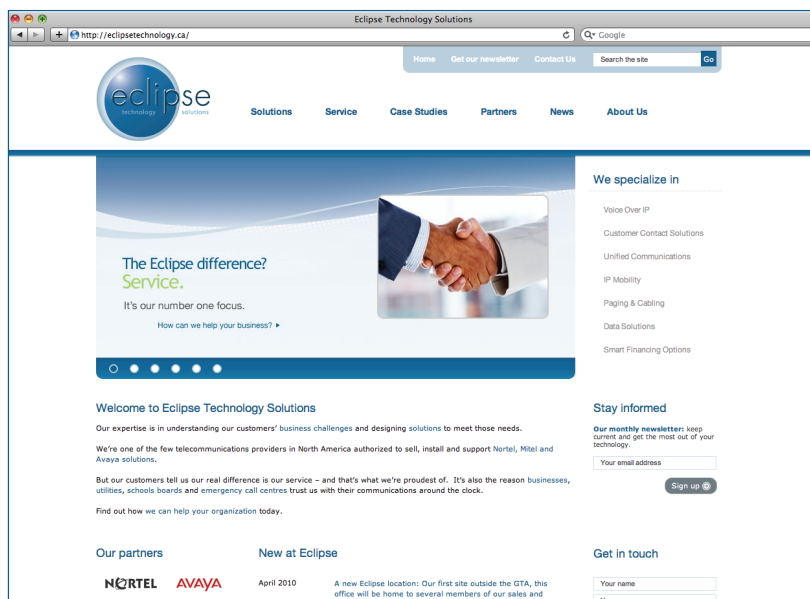 Eclipse Technology Solutions
http://eclipsetechnology.ca/
Google
Home Get our newsletter Contact Us
Search the site Go
eclipse
technology solutions
Solutions Service Case Studies Partners News About Us
The Eclipse difference?
Service.
It's our number one focus.
How can we help your business?
We specialize in
Voice Over IP
Customer Contact Solutions
Unified Communications
IP Mobility
Paging & Cabling
Data Solutions
Smart Financing Options
Welcome to Eclipse Technology Solutions
Our expertise is in understanding our customers' business challenges and designing solutions to meet those needs.
We're one of the few telecommunications providers in North America authorized to sell, install and support Nortel, Mitel and
Avaya solutions.
But our customers tell us our real difference is our service – and that's what we're proudest of. It's also the reason businesses,
utilities, schools boards and emergency call centres trust us with their communications around the clock.
Find out how we can help your organization today.
Stay informed
Our monthly newsletter: keep
current and get the most out of your
technology.
Your email address
Sign up
Our partners
NORTEL AVAYA
New at Eclipse
April 2010
A new Eclipse location: Our first site outside the GTA, this
office will be home to several members of our sales and
Get in touch
Your name